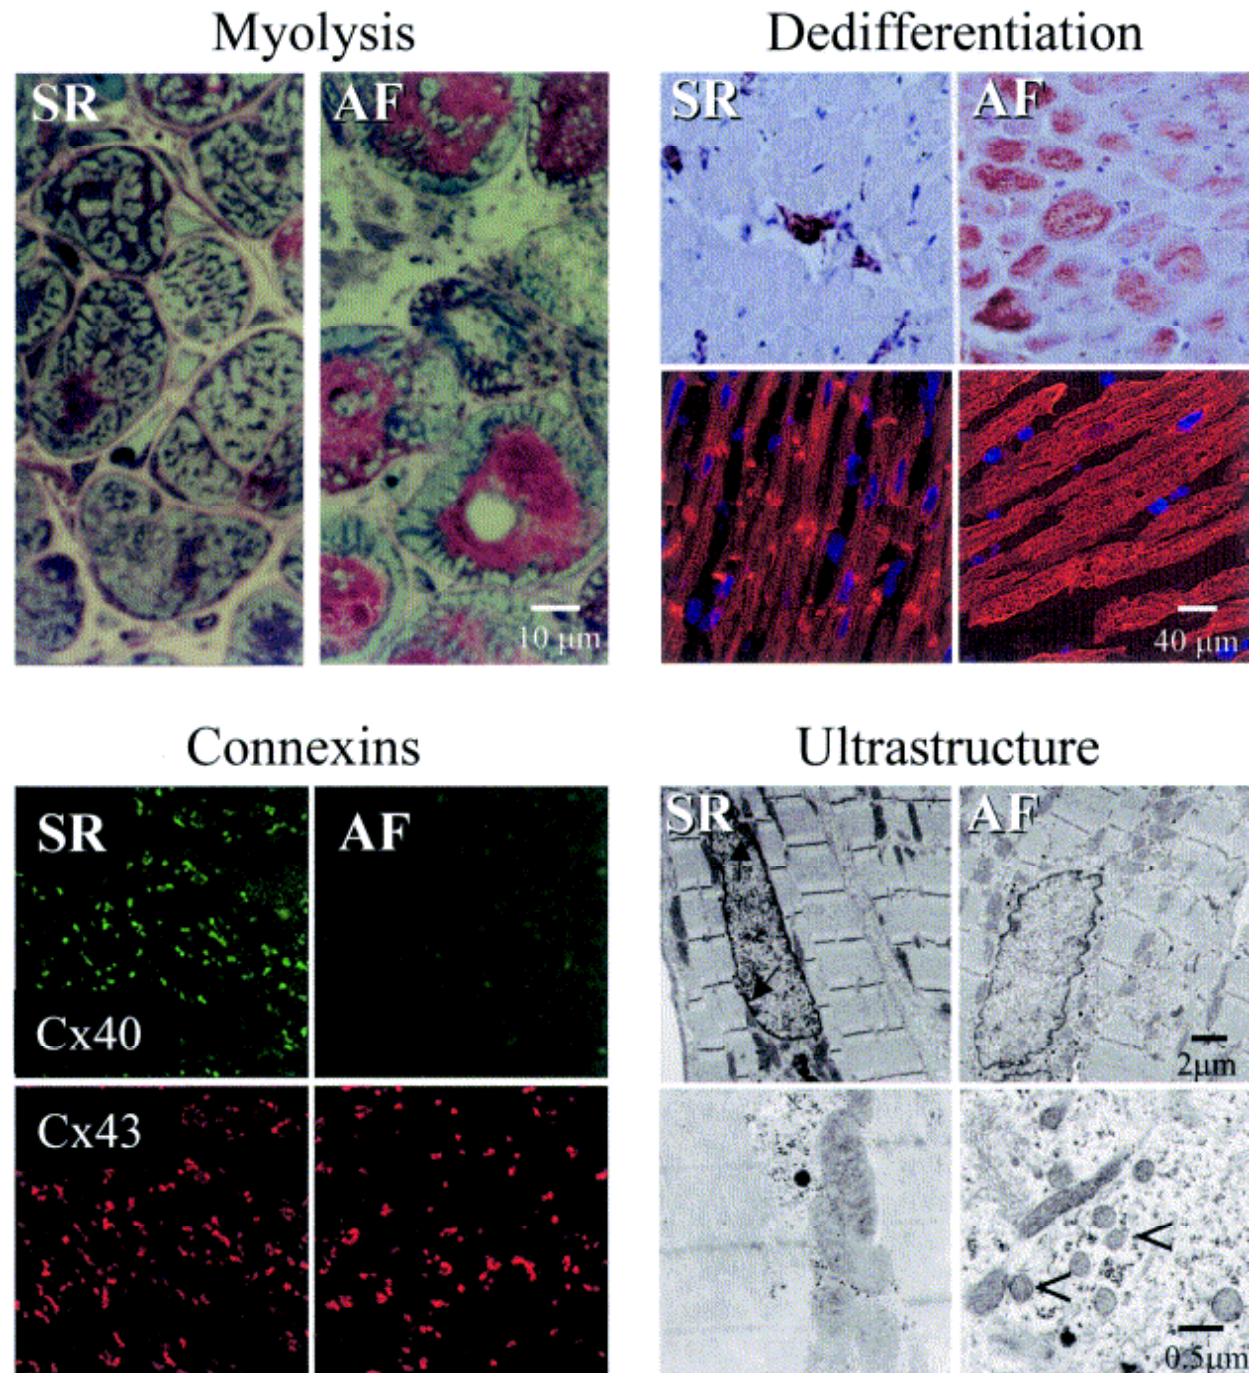 Myolysis
SR AF
10 μm
Dedifferentiation
SR AF
40 μm
Connexins
SR AF
Cx40
Cx43
Ultrastructure
SR AF
2μm
0.5μm